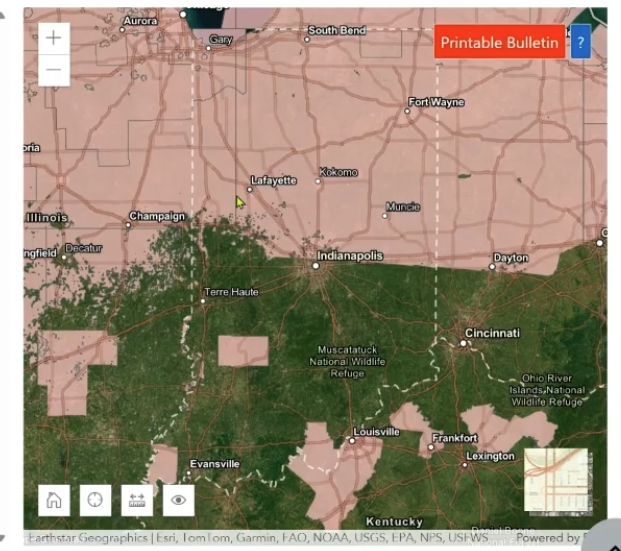 Aurora
Gary
South Bend
Printable Bulletin
?
+
−
Fort Wayne
ria
Lafayette
Kokomo
Muncie
Illinois
Champaign
ngfield
Decatur
Indianapolis
Dayton
Terre Haute
Cincinnati
Muscatatuck
National Wildlife
Refuge
Ohio River
Islands National
Wildlife Refuge
Louisville
Frankfort
Lexington
Evansville
Kentucky
Earthstar Geographics | Esri, TomTom, Garmin, FAO, NOAA, USGS, EPA, NPS, USFWS
Powered by